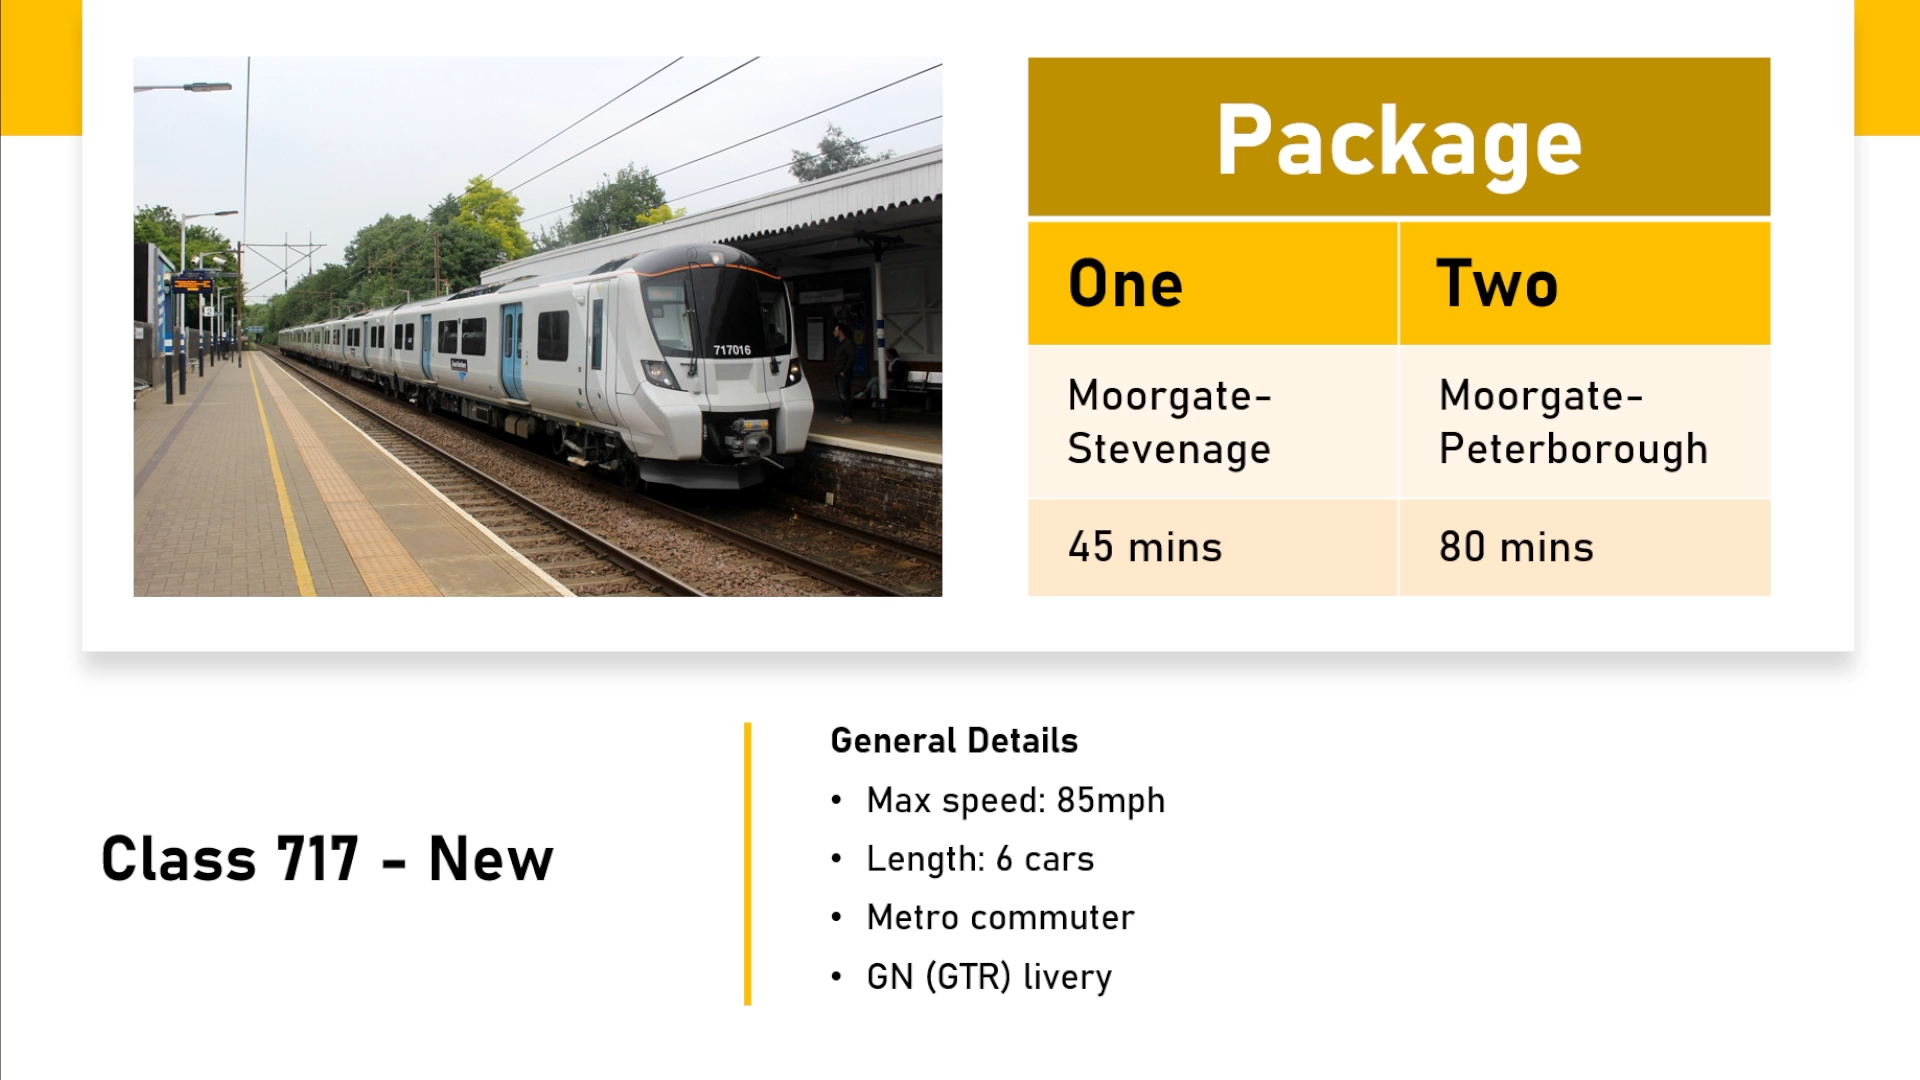 717016
Package
One
Two
Moorgate-
Stevenage
Moorgate-
Peterborough
45 mins
80 mins
Class 717 - New
General Details
• Max speed: 85mph
• Length: 6 cars
• Metro commuter
• GN (GTR) livery